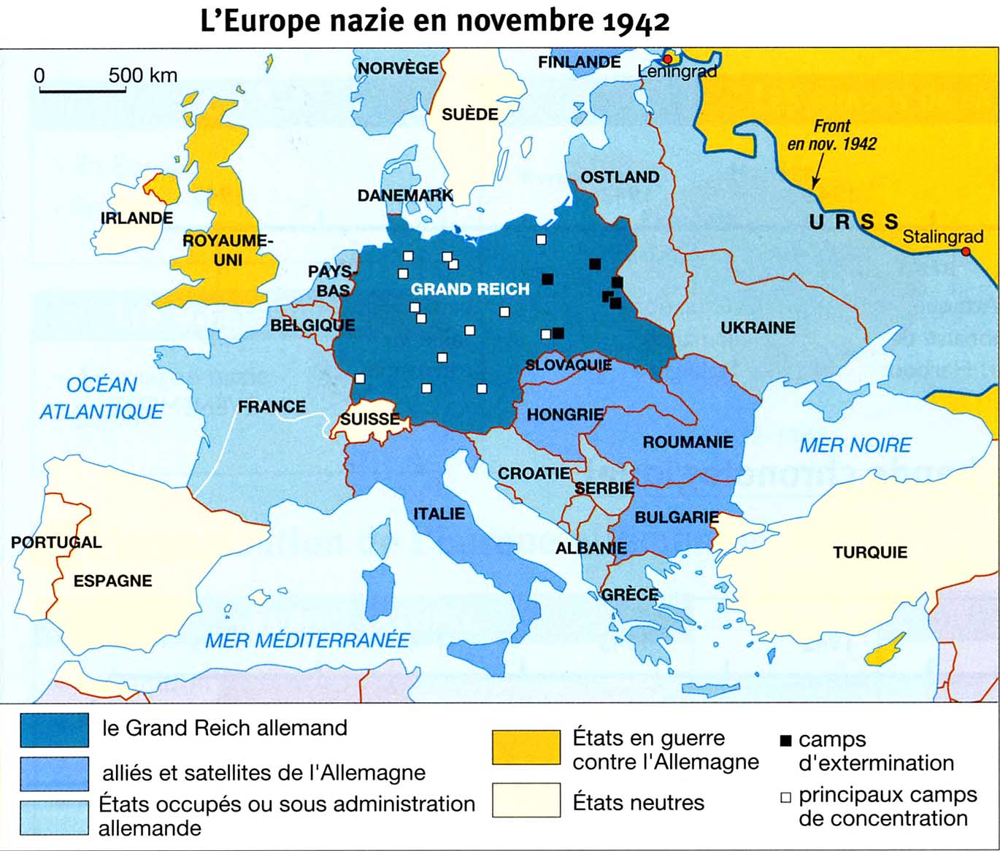 L'Europe nazie en novembre 1942
0 500 km
NORVÈGE
FINLANDE
Léningrad
SUÈDE
Front
en nov. 1942
OSTLAND
DANEMARK
IRLANDE
URSS
Stalingrad
ROYAUME-
UNI
PAYS-
BAS
GRAND REICH
BELGIQUE
UKRAINE
SLOVAQUIE
OCÉAN
ATLANTIQUE
FRANCE
SUISSE
HONGRIE
ROUMANIE
MER NOIRE
CROATIE
SERBIE
ITALIE
BULGARIE
PORTUGAL
ALBANIE
TURQUIE
ESPAGNE
GRÈCE
MER MÉDITERRANÉE
le Grand Reich allemand
alliés et satellites de l'Allemagne
États occupés ou sous administration
allemande
États en guerre
contre l'Allemagne
États neutres
camps
d'extermination
principaux camps
de concentration